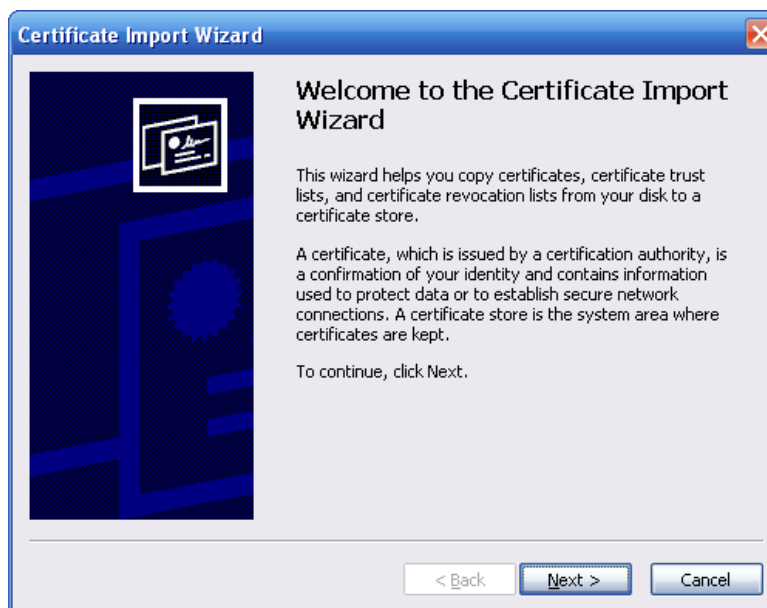 Certificate Import Wizard
Welcome to the Certificate Import
Wizard
This wizard helps you copy certificates, certificate trust
lists, and certificate revocation lists from your disk to a
certificate store.
A certificate, which is issued by a certification authority, is
a confirmation of your identity and contains information
used to protect data or to establish secure network
connections. A certificate store is the system area where
certificates are kept.
To continue, click Next.
< Back Next > Cancel